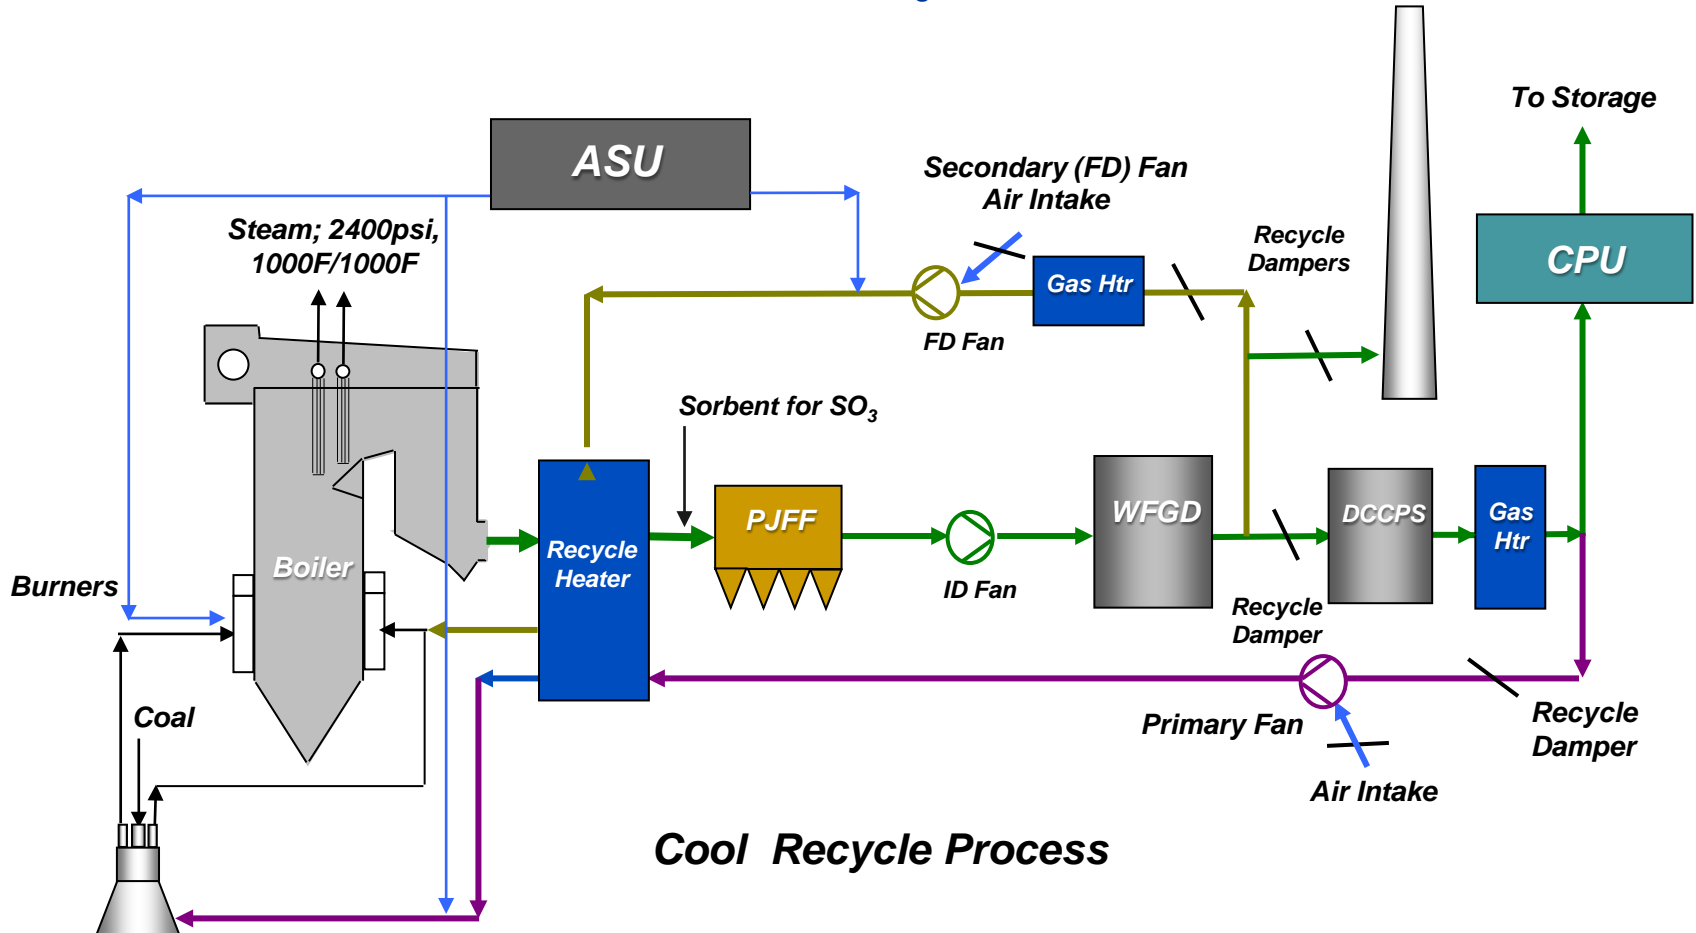 g
To Storage
ASU
Secondary (FD) Fan
Air Intake
Steam; 2400psi,
1000F/1000F
Recycle
Dampers
CPU
Gas Htr
FD Fan
Sorbent for SO3
PJFF
WFGD
DCCPS
Gas
Htr
Recycle
Heater
Boiler
Burners
ID Fan
Recycle
Damper
Coal
Primary Fan
Recycle
Damper
Air Intake
Cool Recycle Process